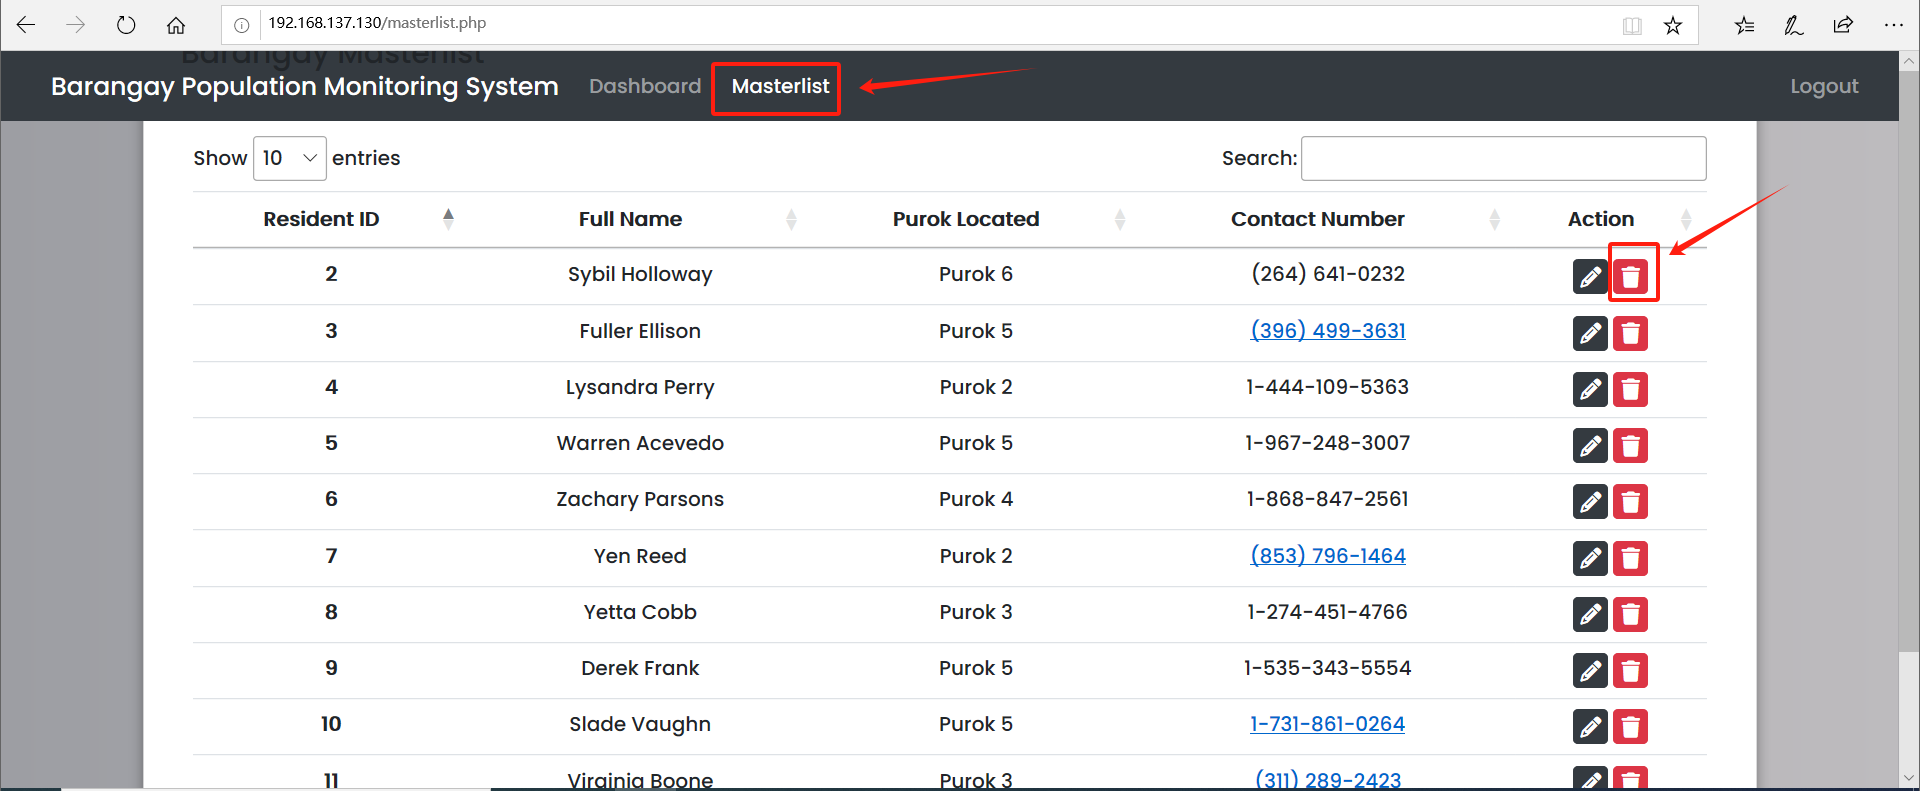 192.168.137.130/masterlist.php
Barangay Masterlist
Barangay Population Monitoring System Dashboard Masterlist Logout
Show 10 entries Search:
Resident ID Full Name Purok Located Contact Number Action
2 Sybil Holloway Purok 6 (264) 641-0232
3 Fuller Ellison Purok 5 (396) 499-3631
4 Lysandra Perry Purok 2 1-444-109-5363
5 Warren Acevedo Purok 5 1-967-248-3007
6 Zachary Parsons Purok 4 1-868-847-2561
7 Yen Reed Purok 2 (853) 796-1464
8 Yetta Cobb Purok 3 1-274-451-4766
9 Derek Frank Purok 5 1-535-343-5554
10 Slade Vaughn Purok 5 1-731-861-0264
11 Virginia Boone Purok 3 (311) 289-2423